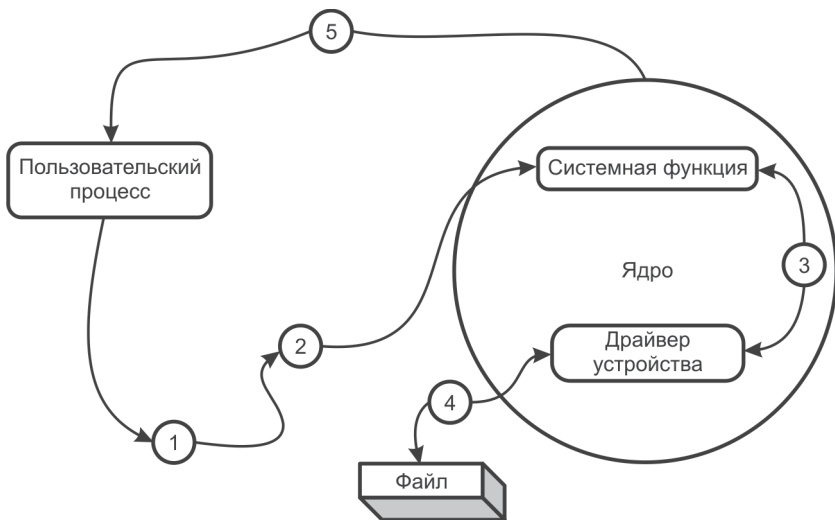 5
Пользовательский
процесс
Системная функция
3
Ядро
2
Драйвер
устройства
4
1
Файл